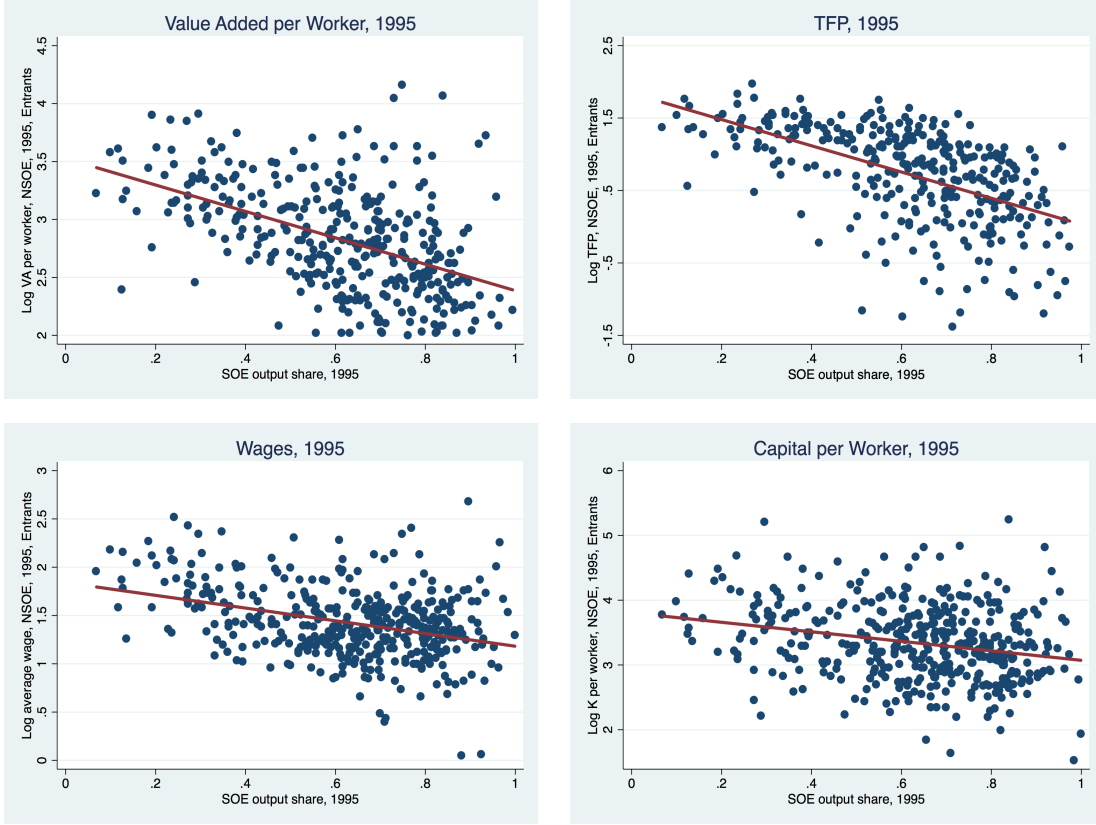 Value Added per Worker, 1995
Log VA per worker, NSOE, 1995, Entrants
4.5
4
3.5
3
2.5
2
0 .2 .4 .6 .8 1
SOE output share, 1995
TFP, 1995
Log TFP, NSOE, 1995, Entrants
2.5
1.5
.5
-.5
-1.5
0 .2 .4 .6 .8 1
SOE output share, 1995
Wages, 1995
Log average wage, NSOE, 1995, Entrants
3
2.5
2
1.5
1
.5
0
0 .2 .4 .6 .8 1
SOE output share, 1995
Capital per Worker, 1995
Log K per worker, NSOE, 1995, Entrants
6
5
4
3
2
0 .2 .4 .6 .8 1
SOE output share, 1995